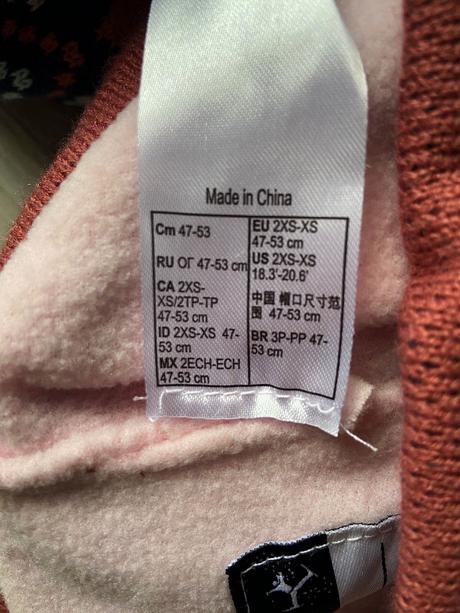 Made in China
Cm 47-53
RU ОГ 47-53 cm
CA 2XS-
XS/2TP-TP
47-53 cm
ID 2XS-XS 47-
53 cm
MX 2ECH-ECH
47-53 cm
EU 2XS-XS
47-53 cm
US 2XS-XS
18.3'-20.6'
中国 帽口尺寸范
围 47-53 cm
BR 3P-PP 47-
53 cm